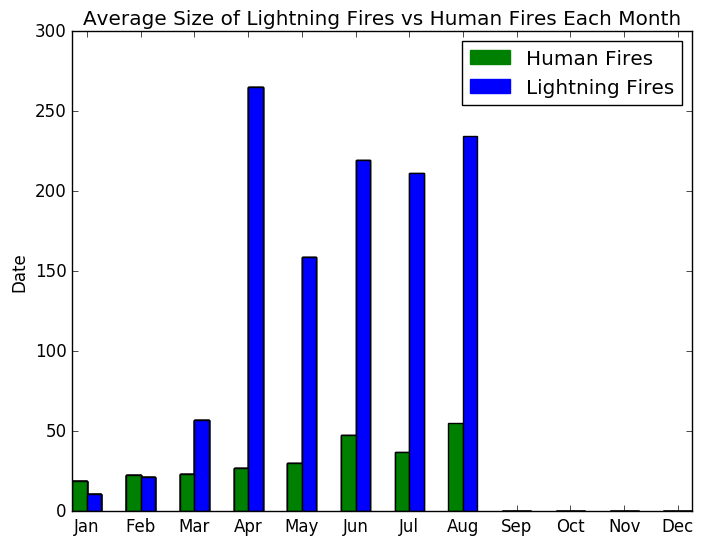 Average Size of Lightning Fires vs Human Fires Each Month
300
Human Fires
Lightning Fires
250
200
150
100
50
0
Date
Jan Feb Mar Apr May Jun Jul Aug Sep Oct Nov Dec